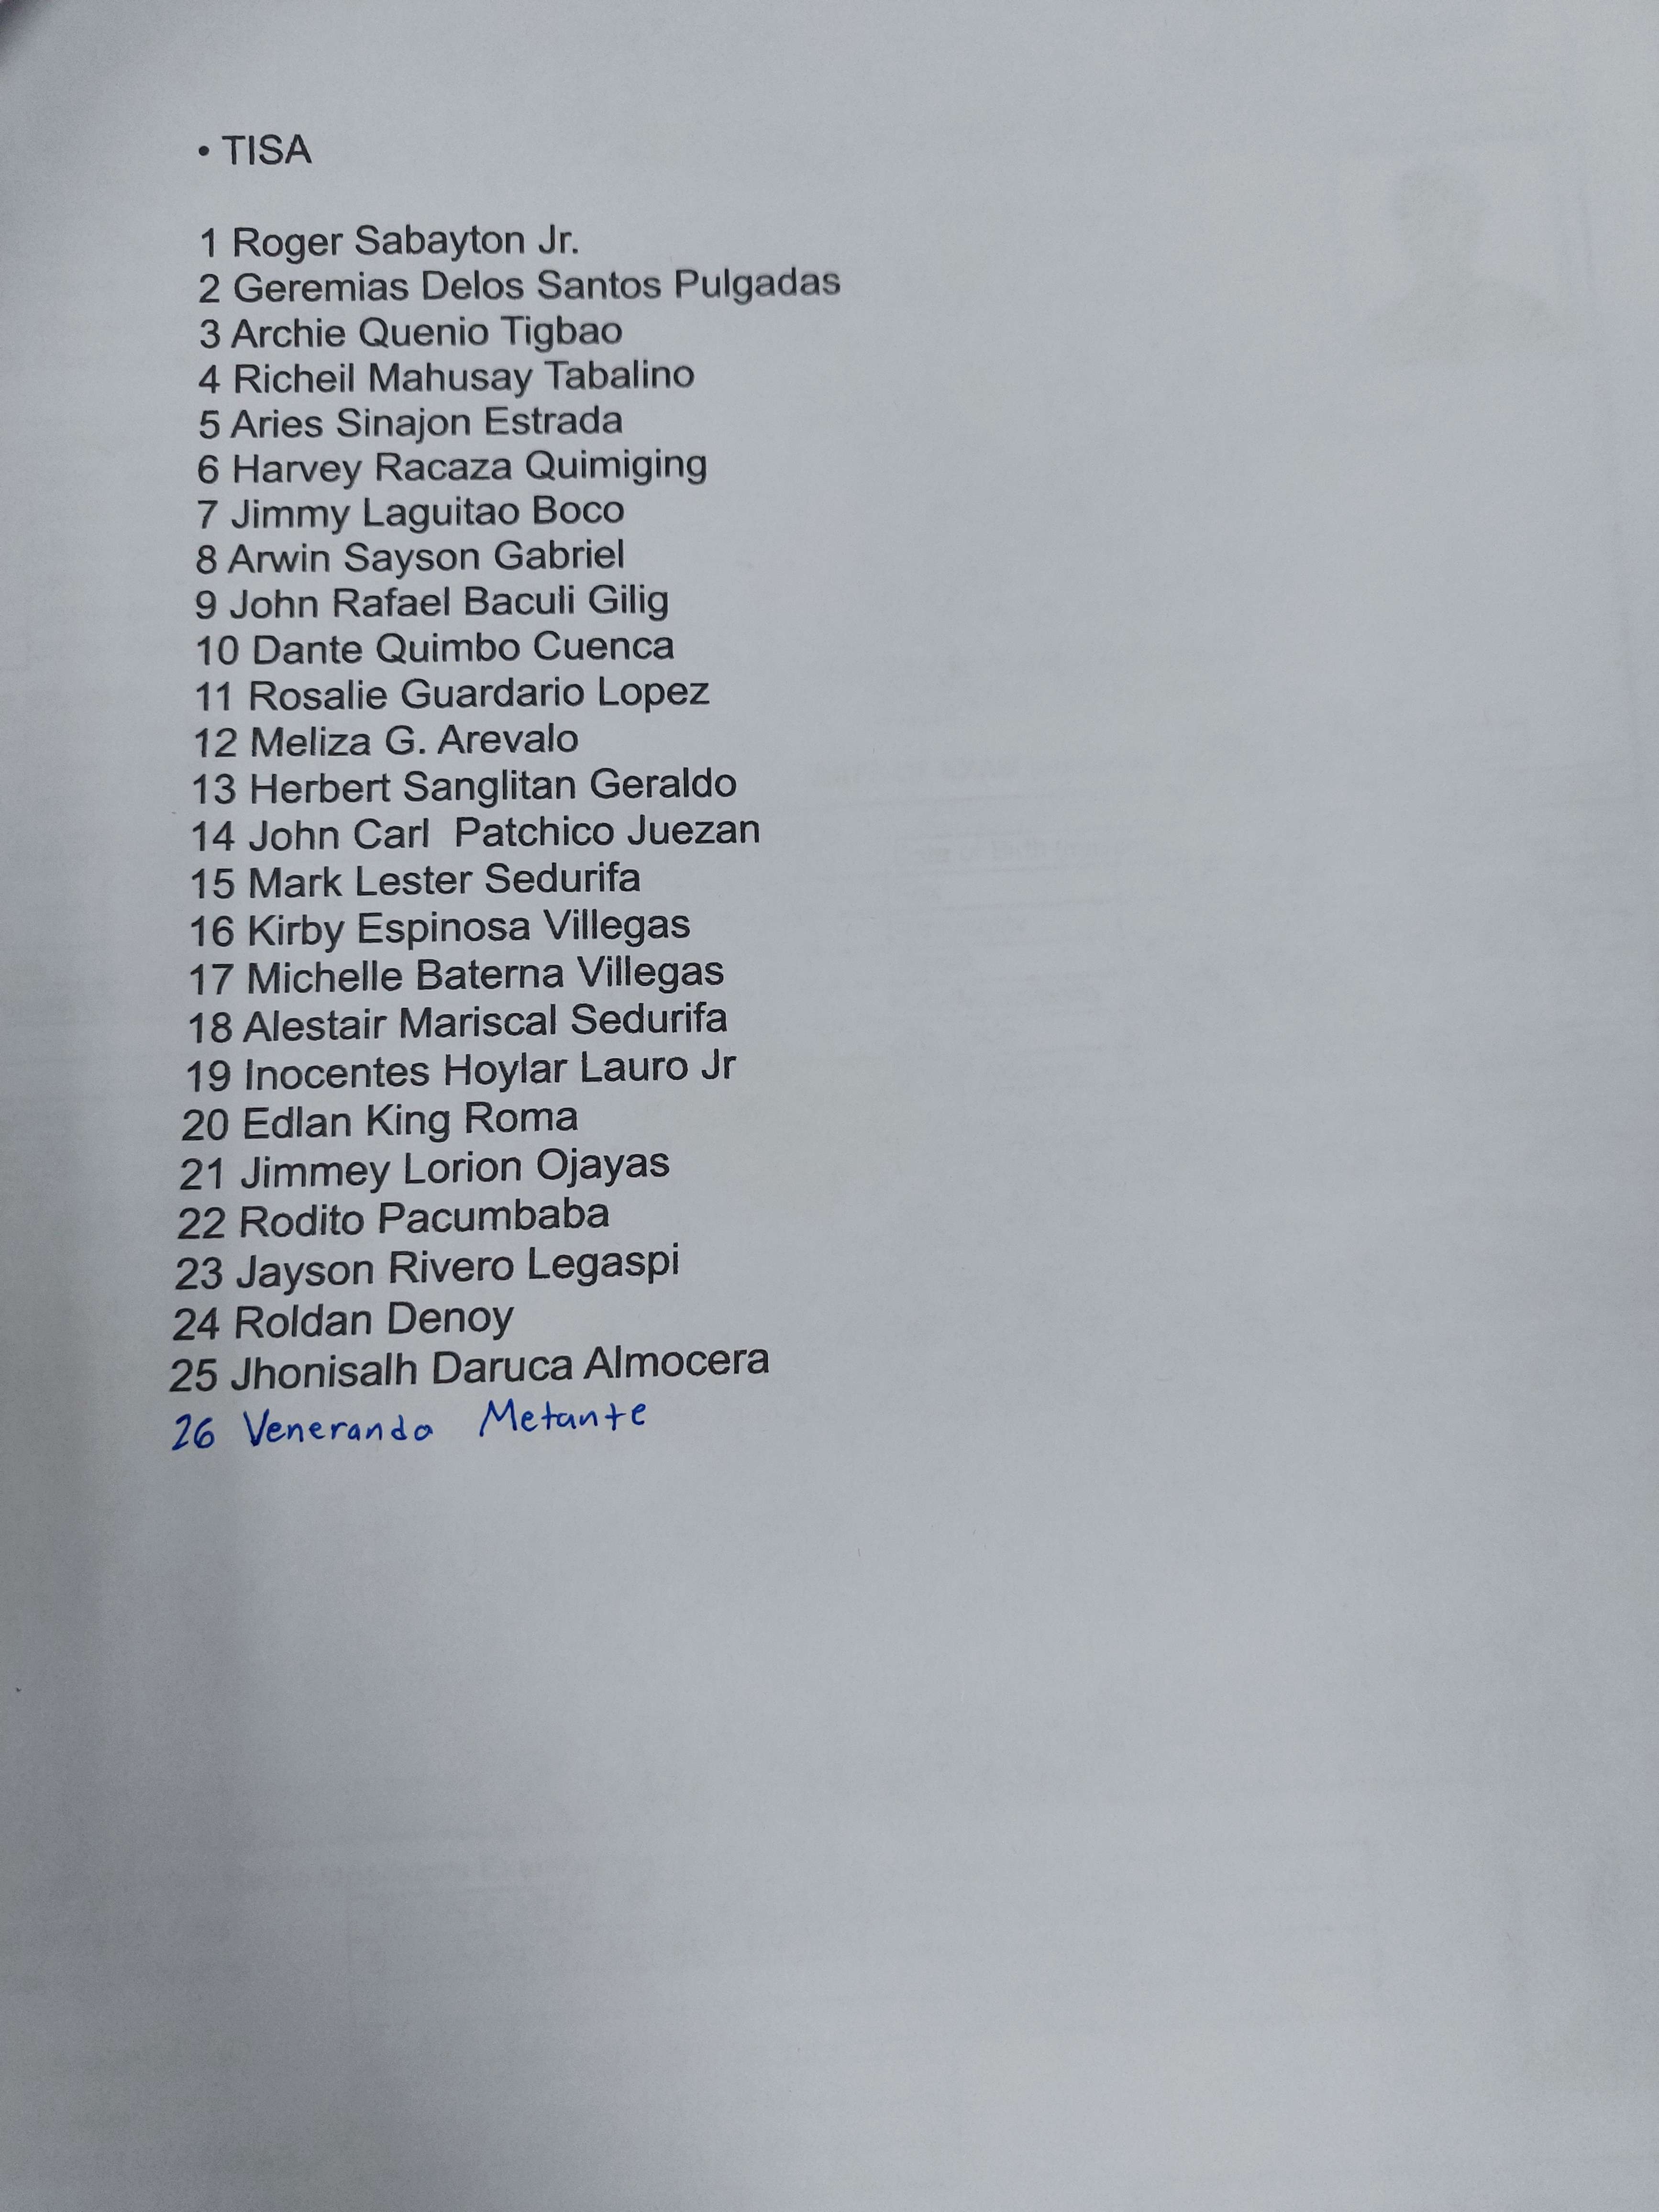 • TISA
1 Roger Sabayton Jr.
2 Geremias Delos Santos Pulgadas
3 Archie Quenio Tigbao
4 Richeil Mahusay Tabalino
5 Aries Sinajon Estrada
6 Harvey Racaza Quimiging
7 Jimmy Laguitao Boco
8 Arwin Sayson Gabriel
9 John Rafael Baculi Gilig
10 Dante Quimbo Cuenca
11 Rosalie Guardario Lopez
12 Meliza G. Arevalo
13 Herbert Sanglitan Geraldo
14 John Carl  Patchico Juezan
15 Mark Lester Sedurifa
16 Kirby Espinosa Villegas
17 Michelle Baterna Villegas
18 Alestair Mariscal Sedurifa
19 Inocentes Hoylar Lauro Jr
20 Edlan King Roma
21 Jimmey Lorion Ojayas
22 Rodito Pacumbaba
23 Jayson Rivero Legaspi
24 Roldan Denoy
25 Jhonisalh Daruca Almocera
26 Venerando Metante